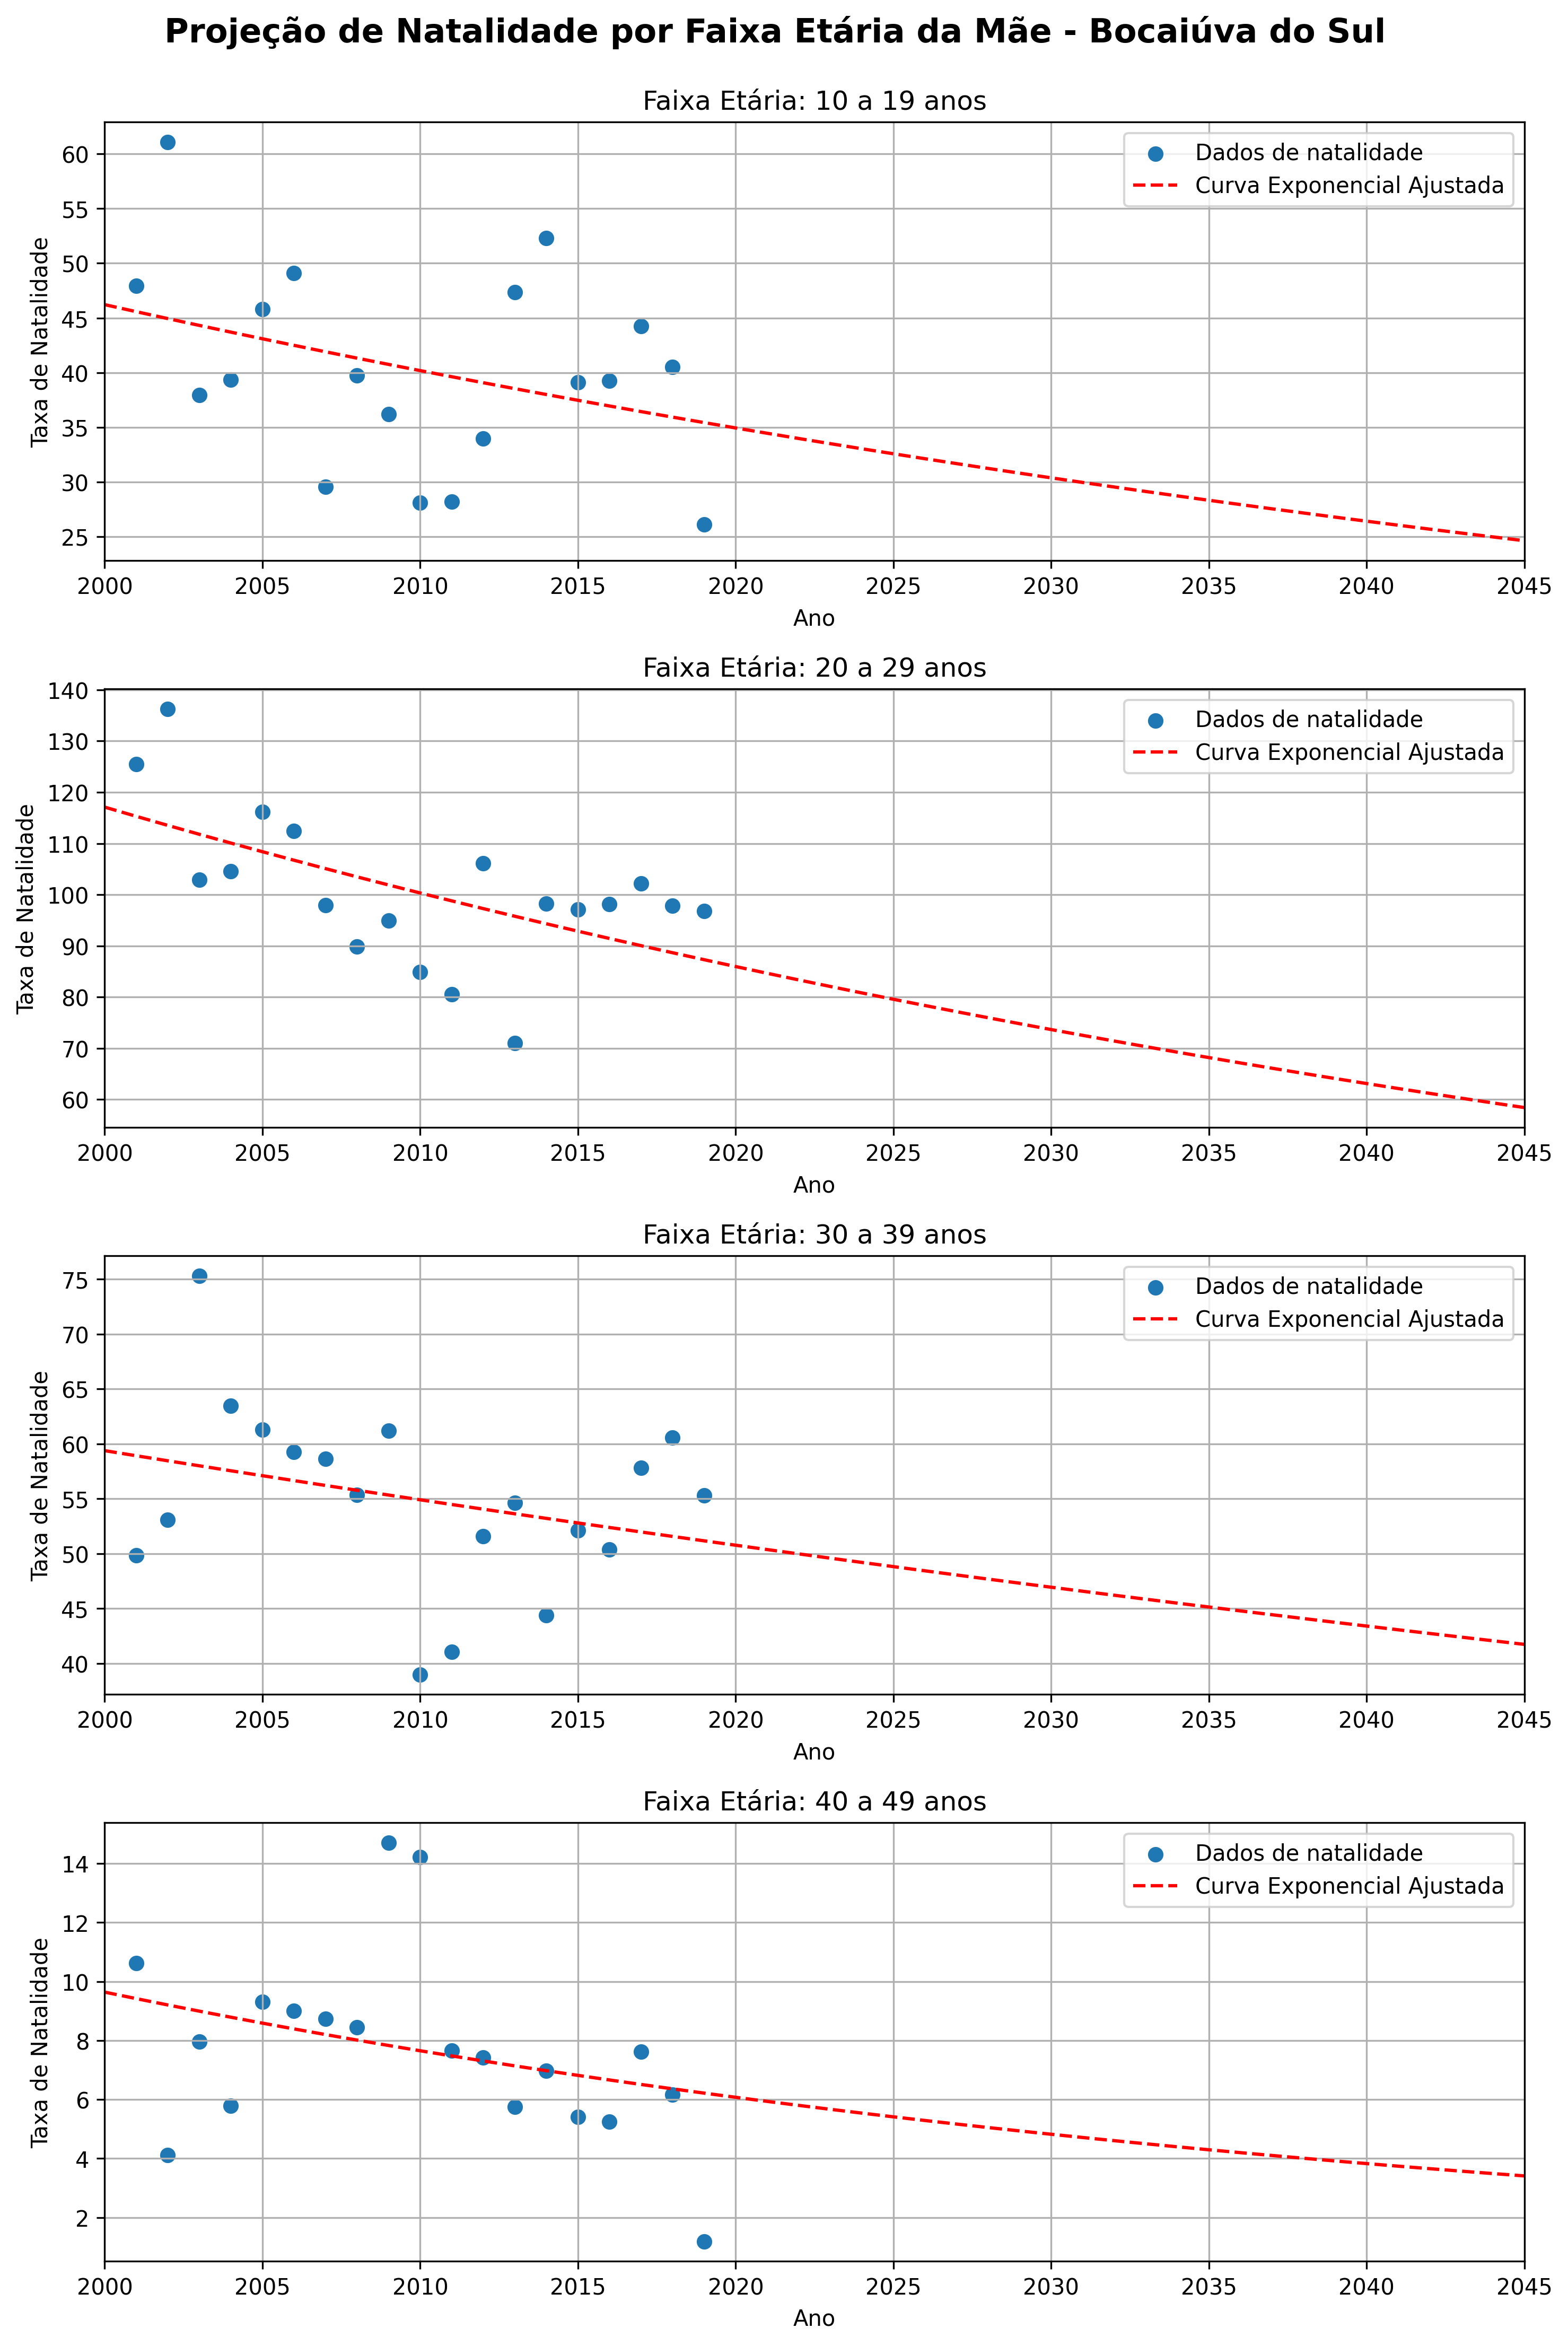 Projeção de Natalidade por Faixa Etária da Mãe - Bocaiúva do Sul
Faixa Etária: 10 a 19 anos
Dados de natalidade
Curva Exponencial Ajustada
Taxa de Natalidade
60
55
50
45
40
35
30
25
2000 2005 2010 2015 2020 2025 2030 2035 2040 2045
Ano
Faixa Etária: 20 a 29 anos
Dados de natalidade
Curva Exponencial Ajustada
Taxa de Natalidade
140
130
120
110
100
90
80
70
60
2000 2005 2010 2015 2020 2025 2030 2035 2040 2045
Ano
Faixa Etária: 30 a 39 anos
Dados de natalidade
Curva Exponencial Ajustada
Taxa de Natalidade
75
70
65
60
55
50
45
40
2000 2005 2010 2015 2020 2025 2030 2035 2040 2045
Ano
Faixa Etária: 40 a 49 anos
Dados de natalidade
Curva Exponencial Ajustada
Taxa de Natalidade
14
12
10
8
6
4
2
2000 2005 2010 2015 2020 2025 2030 2035 2040 2045
Ano